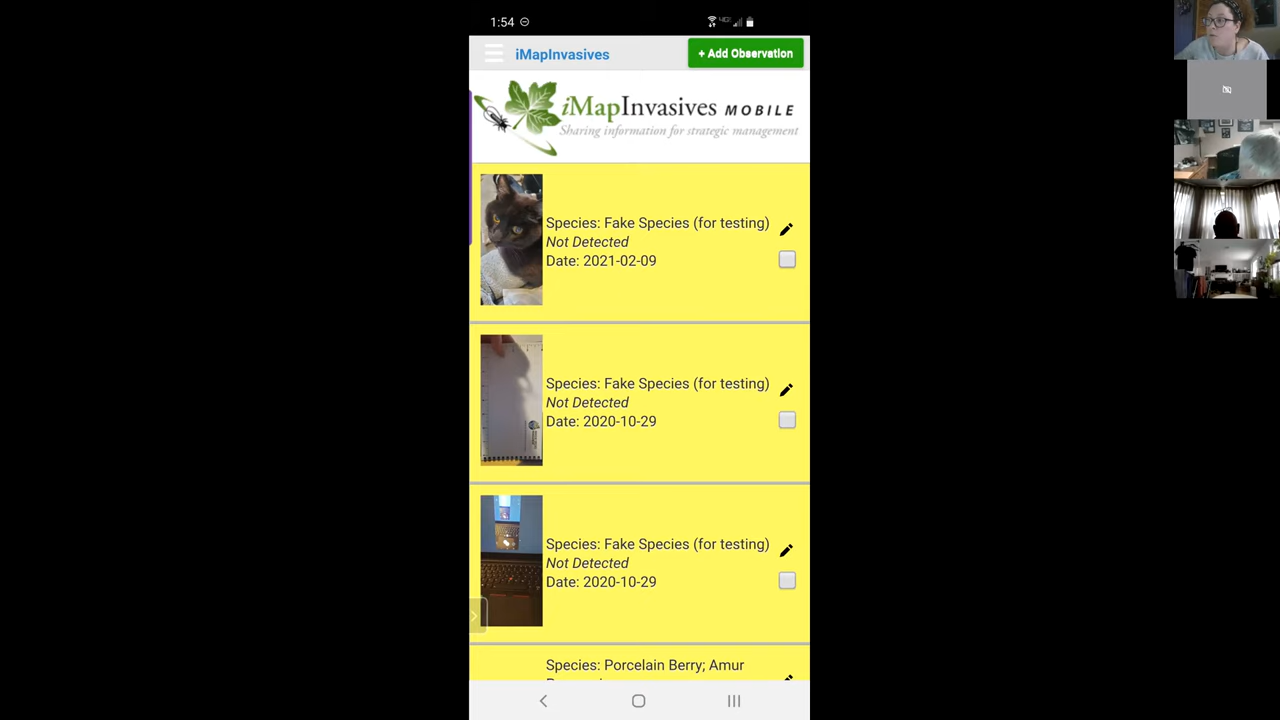 1:54
iMapInvasives
+ Add Observation
iMapInvasives MOBILE
Sharing information for strategic management
Species: Fake Species (for testing)
Not Detected
Date: 2021-02-09
Species: Fake Species (for testing)
Not Detected
Date: 2020-10-29
Species: Fake Species (for testing)
Not Detected
Date: 2020-10-29
Species: Porcelain Berry; Amur